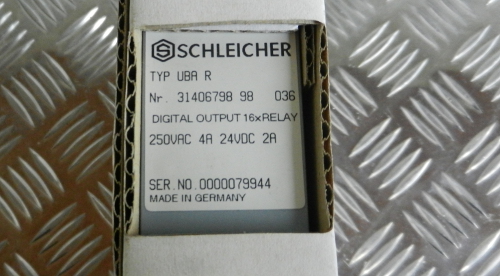 SCHLEICHER
TYP UBA R
Nr. 31406798 98 036
DIGITAL OUTPUT 16xRELAY
250VAC 4A 24VDC 2A
SER.NO.0000079944
MADE IN GERMANY